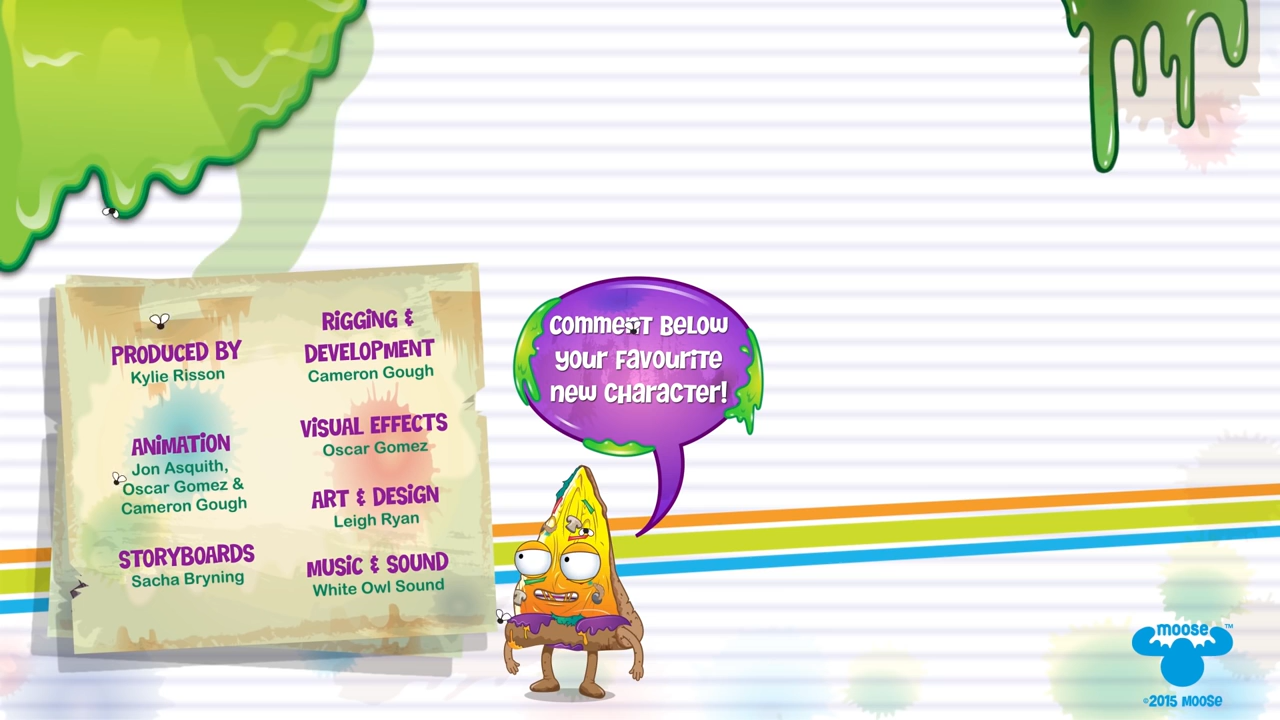 PRODUCED BY
Kylie Risson
ANiMATiON
Jon Asquith,
Oscar Gomez &
Cameron Gough
STORYBOARDS
Sacha Bryning
RiGGiNG &
DEVELOPMENT
Cameron Gough
ViSUAL EFFECTS
Oscar Gomez
ART & DESiGN
Leigh Ryan
MUSiC & SOUND
White Owl Sound
Comment Below
your favourite
new character!
moose™
©2015 MOOSE